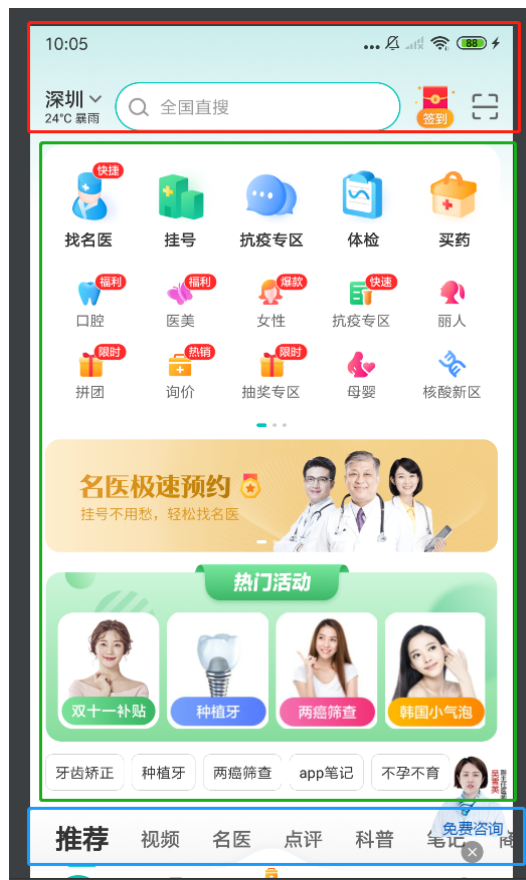 10:05
88
深圳
24°C 暴雨
全国直搜
签到
快捷
找名医 挂号 抗疫专区 体检 买药
福利 福利 爆款 快速
口腔 医美 女性 抗疫专区 丽人
限时 热销 限时
拼团 询价 抽奖专区 母婴 核酸新区
名医极速预约
挂号不用愁，轻松找名医
热门活动
双十一补贴 种植牙 两癌筛查 韩国小气泡
牙齿矫正 种植牙 两癌筛查 app笔记 不孕不育
免费咨询
推荐 视频 名医 点评 科普 笔记